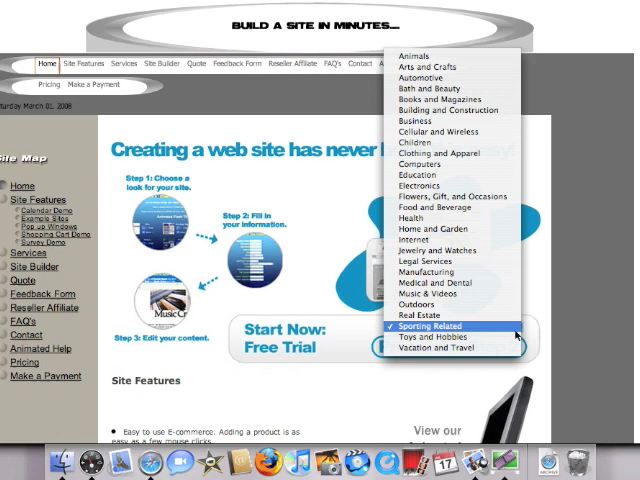 BUILD A SITE IN MINUTES....
Home Site Features Services Site Builder Quote Feedback Form Reseller Affiliate FAQ's Contact
Pricing Make a Payment
aturday March 01, 2008
Site Map
Home
Site Features
Calendar Demo
Example Sites
Pop up Windows
Shopping Cart Demo
Survey Demo
Services
Site Builder
Quote
Feedback Form
Reseller Affiliate
FAQ's
Contact
Animated Help
Pricing
Make a Payment
Creating a web site has never
Step 1: Choose a
look for your site.
Step 2: Fill in
your information.
Music Cr
Step 3: Edit your content.
Start Now:
Free Trial
Site Features
Easy to use E-commerce. Adding a product is as
easy as a few mouse clicks.
View our
Animals
Arts and Crafts
Automotive
Bath and Beauty
Books and Magazines
Building and Construction
Business
Cellular and Wireless
Children
Clothing and Apparel
Computers
Education
Electronics
Flowers, Gift, and Occasions
Food and Beverage
Health
Home and Garden
Internet
Jewelry and Watches
Legal Services
Manufacturing
Medical and Dental
Music & Videos
Outdoors
Real Estate
✓ Sporting Related
Toys and Hobbies
Vacation and Travel
17